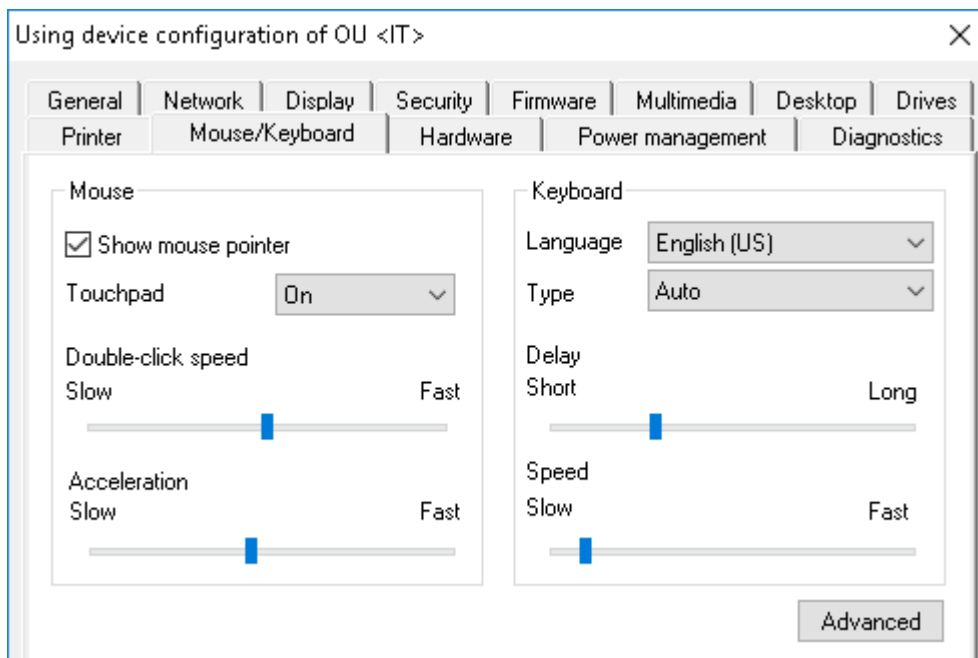 Using device configuration of OU <IT>
General Network Display Security Firmware Multimedia Desktop Drives
Printer Mouse/Keyboard Hardware Power management Diagnostics
Mouse
Show mouse pointer
Touchpad On
Double-click speed
Slow Fast
Acceleration
Slow Fast
Keyboard
Language English (US)
Type Auto
Delay
Short Long
Speed
Slow Fast
Advanced